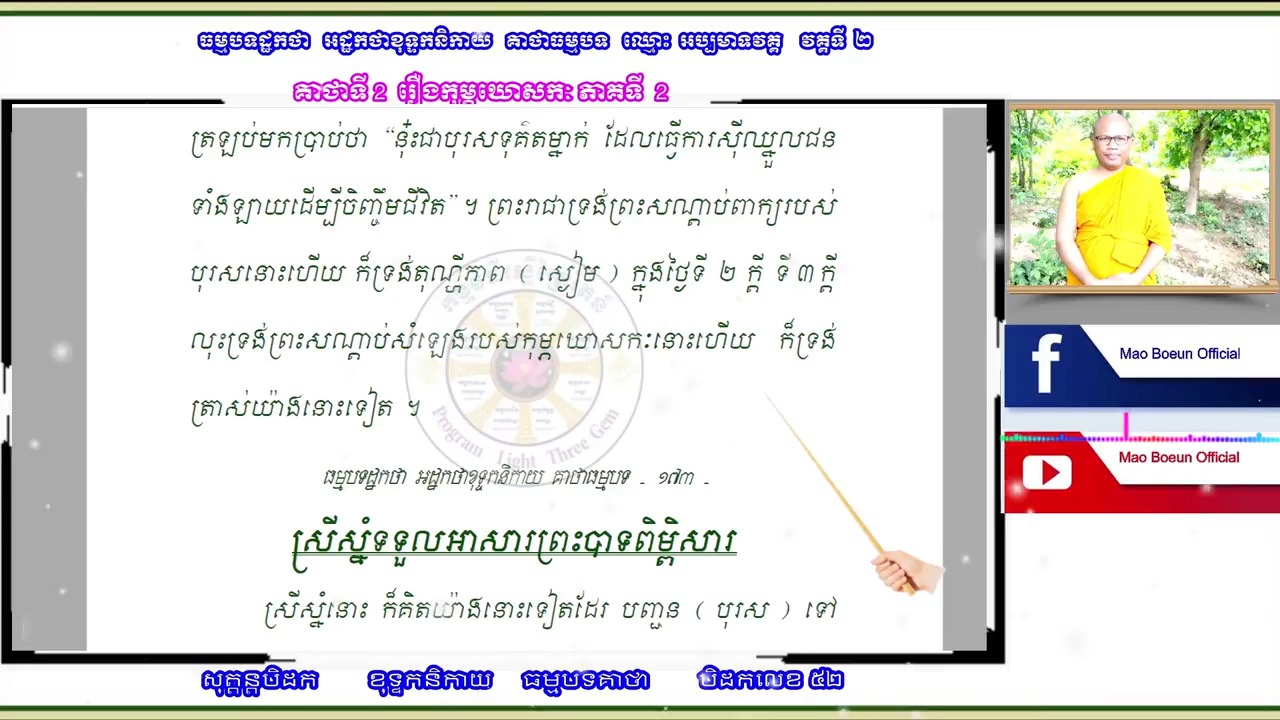 ធម្មបទដ្ឋកថា អដ្ឋកថាខុទ្ទកនិកាយ គាថាធម្មបទ ឈ្មោះ អប្បមាទវគ្គ វគ្គទី ២
គាថាទី ២ រឿងកុម្ភឃោសកៈ ភាគទី ២
ត្រឡប់មកប្រាប់ថា “នុ៎ះជាបុរសទុគ៌តម្នាក់ ដែលធ្វើការស៊ីឈ្នួលជន
ទាំងឡាយដើម្បីចិញ្ចឹមជីវិត” ។ ព្រះរាជាទ្រង់ព្រះសណ្តាប់ពាក្យរបស់
បុរសនោះហើយ ក៏ទ្រង់តុណ្ហីភាព ( ស្ងៀម ) ក្នុងថ្ងៃទី ២ ក្តី ទី ៣ ក្តី
លុះទ្រង់ព្រះសណ្តាប់សំឡេងរបស់កុម្ភឃោសកៈនោះហើយ ក៏ទ្រង់
ត្រាស់យ៉ាងនោះទៀត ។
ធម្មបទដ្ឋកថា អដ្ឋកថាខុទ្ទកនិកាយ គាថាធម្មបទ - ១៧៣ -
ស្រីស្នំទទួលអាសារព្រះបាទពិម្ពិសារ
ស្រីស្នំនោះ ក៏គិតយ៉ាងនោះទៀតដែរ បញ្ជូន ( បុរស ) ទៅ
Program Light Three Gem
Mao Boeun Official
Mao Boeun Official
សុត្តន្តបិដក ខុទ្ទកនិកាយ ធម្មបទគាថា បិដកលេខ ៥២